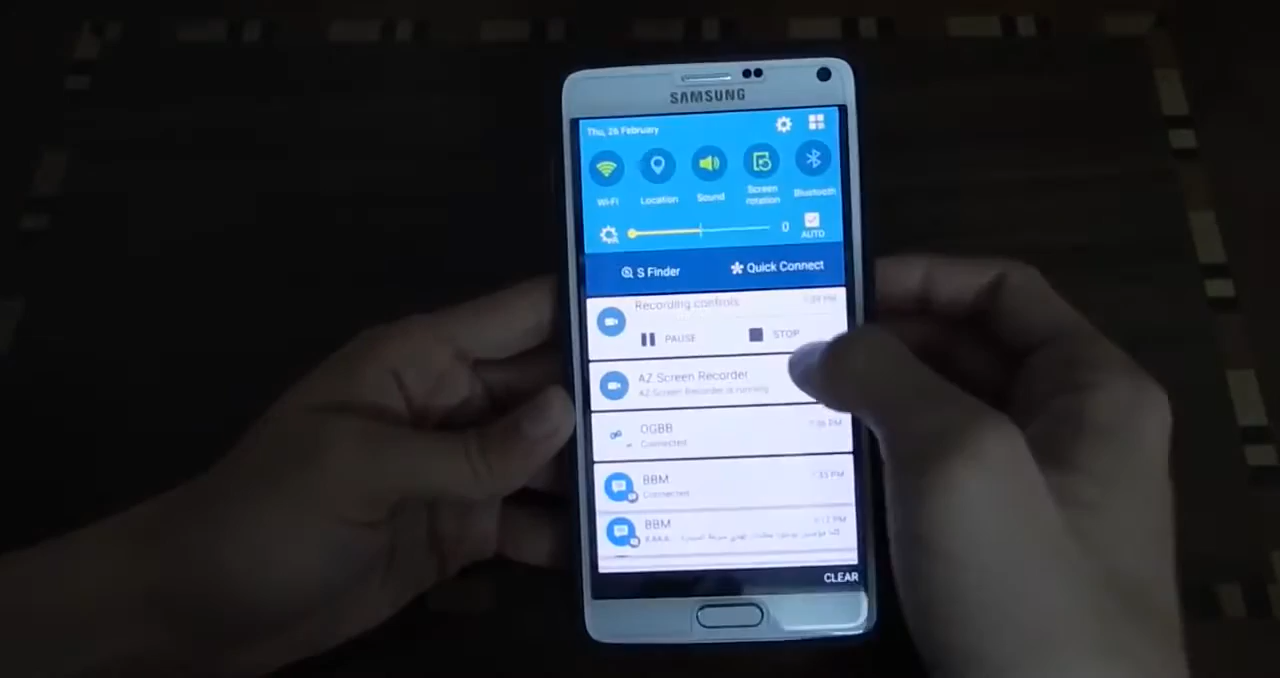 SAMSUNG
Thu, 26 February
Wi-Fi
Location
Sound
Screen rotation
Bluetooth
0
AUTO
S Finder
Quick Connect
Recording controls
PAUSE
STOP
AZ Screen Recorder
AZ Screen Recorder is running
OGBB
Connected
BBM
Connected
BBM
CLEAR